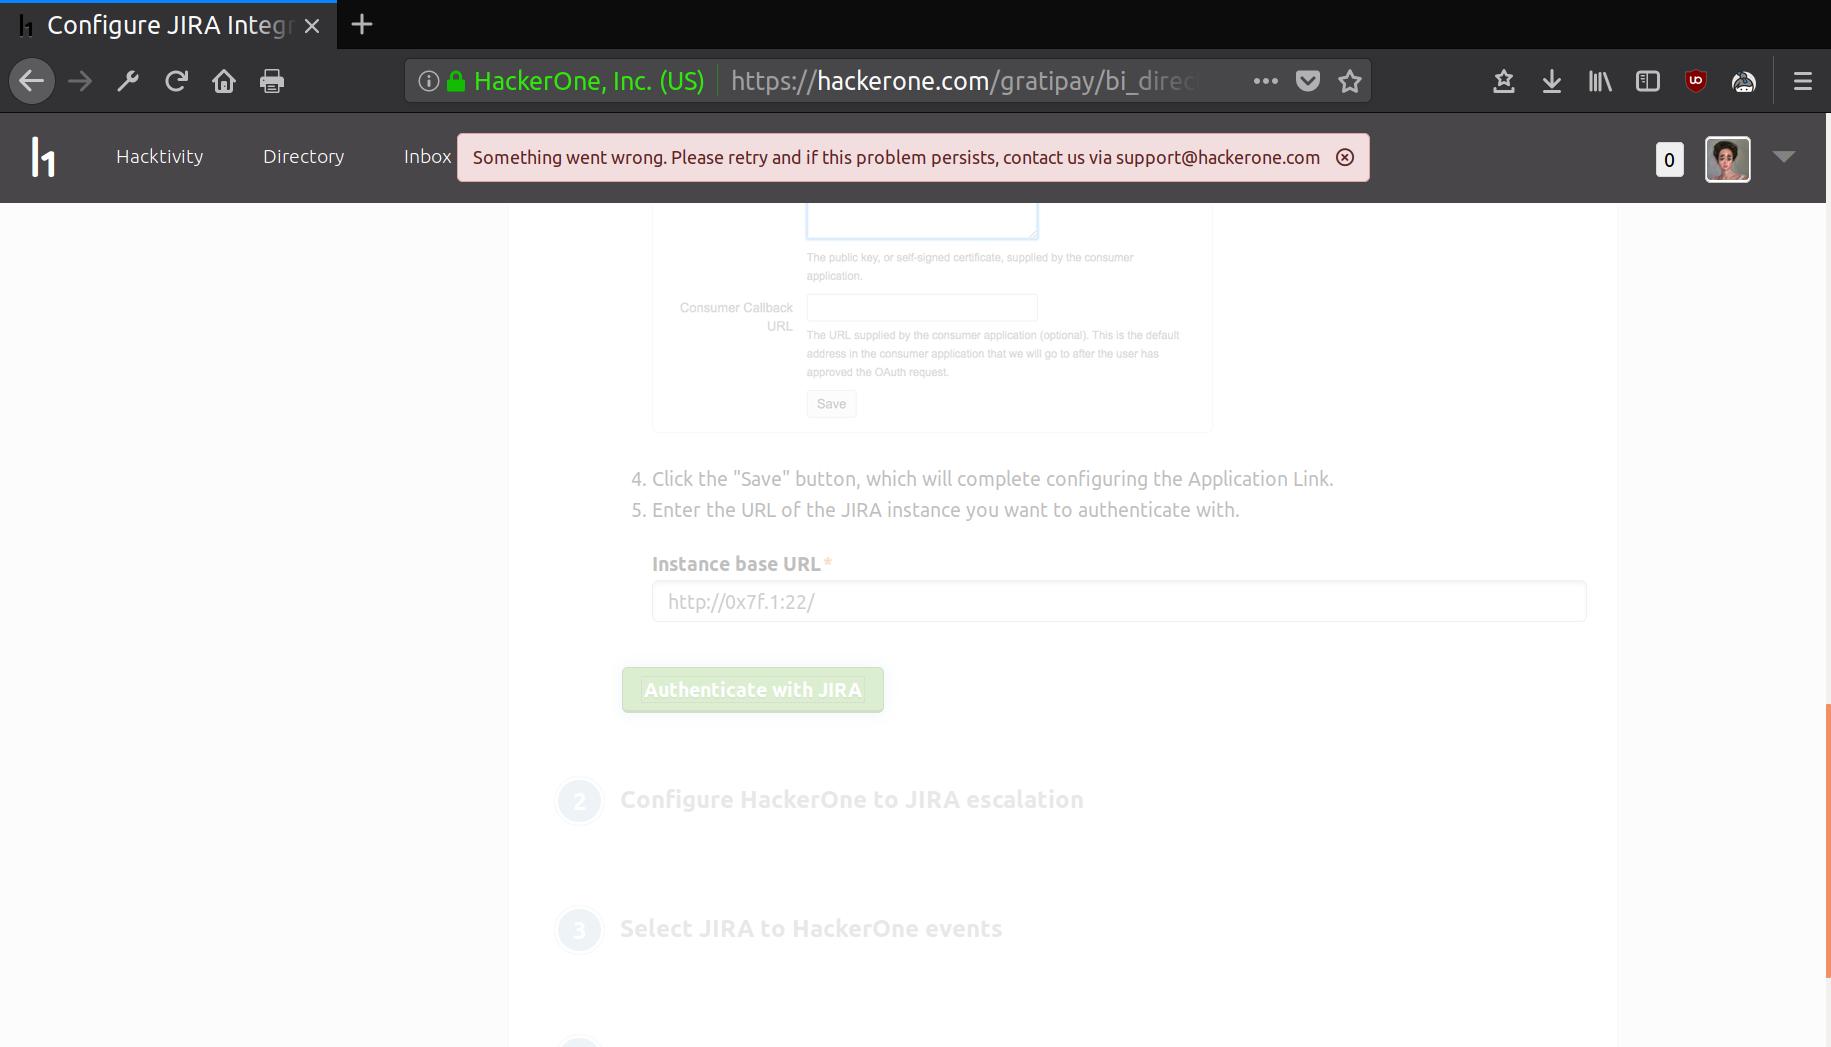 Configure JIRA Integr
HackerOne, Inc. (US)
https://hackerone.com/gratipay/bi_direc
Hacktivity
Directory
Inbox
Something went wrong. Please retry and if this problem persists, contact us via support@hackerone.com
0
The public key, or self-signed certificate, supplied by the consumer
application.
Consumer Callback
URL
The URL supplied by the consumer application (optional). This is the default
address in the consumer application that we will go to after the user has
approved the OAuth request.
Save
4. Click the "Save" button, which will complete configuring the Application Link.
5. Enter the URL of the JIRA instance you want to authenticate with.
Instance base URL*
http://0x7f.1:22/
Authenticate with JIRA
2 Configure HackerOne to JIRA escalation
3 Select JIRA to HackerOne events